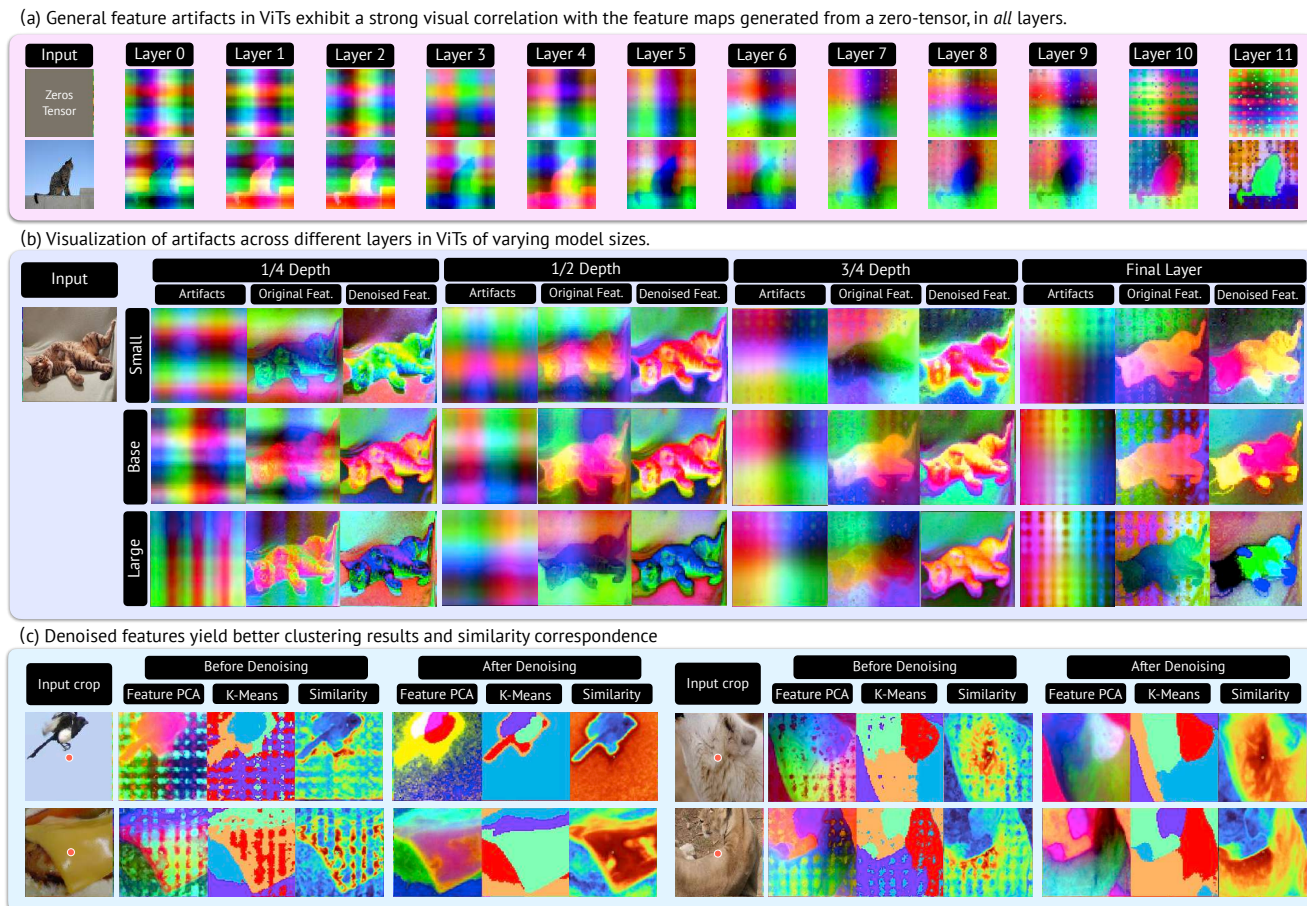 (a) General feature artifacts in ViTs exhibit a strong visual correlation with the feature maps generated from a zero-tensor, in all layers.
Input Layer 0 Layer 1 Layer 2 Layer 3 Layer 4 Layer 5 Layer 6 Layer 7 Layer 8 Layer 9 Layer 10 Layer 11
Zeros
Tensor
(b) Visualization of artifacts across different layers in ViTs of varying model sizes.
Input 1/4 Depth 1/2 Depth 3/4 Depth Final Layer
Artifacts Original Feat. Denoised Feat. Artifacts Original Feat. Denoised Feat. Artifacts Original Feat. Denoised Feat. Artifacts Original Feat. Denoised Feat.
Small
Base
Large
(c) Denoised features yield better clustering results and similarity correspondence
Input crop Before Denoising After Denoising Input crop Before Denoising After Denoising
Feature PCA K-Means Similarity Feature PCA K-Means Similarity Feature PCA K-Means Similarity Feature PCA K-Means Similarity